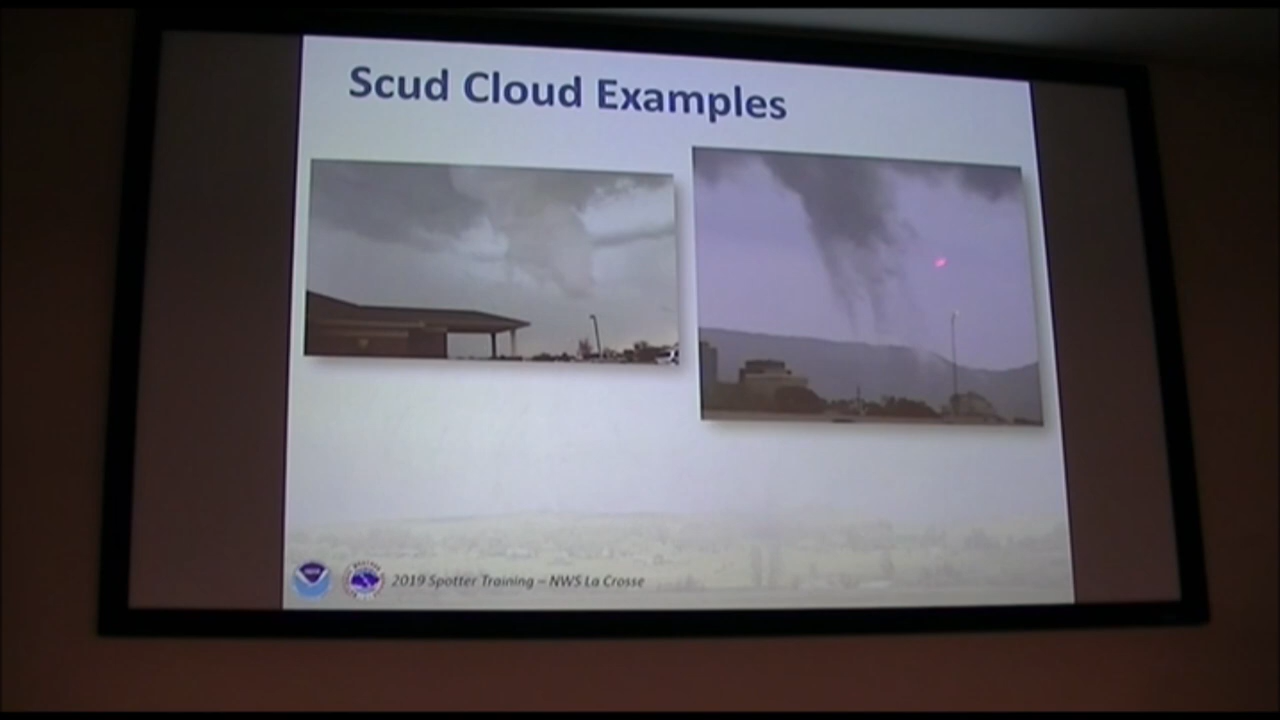 Scud Cloud Examples
2019 Spotter Training – NWS La Crosse